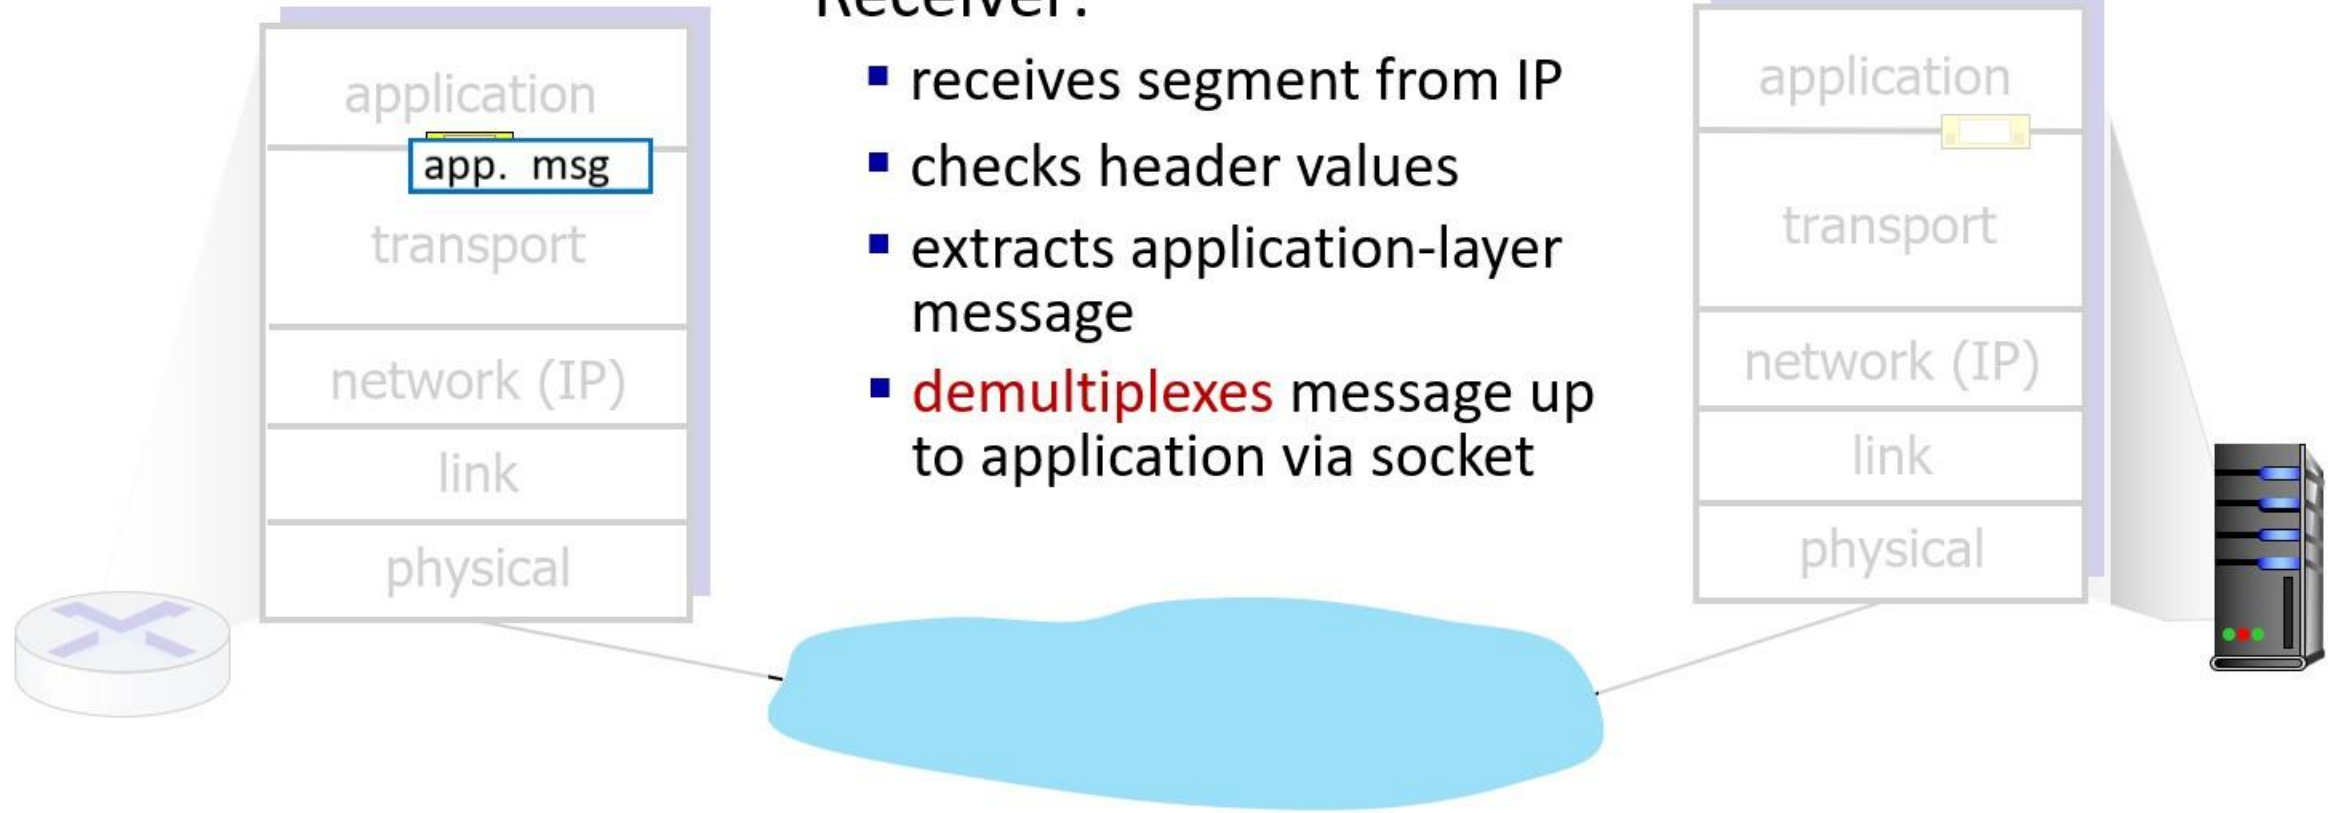 Receiver:
application
app. msg
transport
network (IP)
link
physical
receives segment from IP
checks header values
extracts application-layer
message
demultiplexes message up
to application via socket
application
transport
network (IP)
link
physical